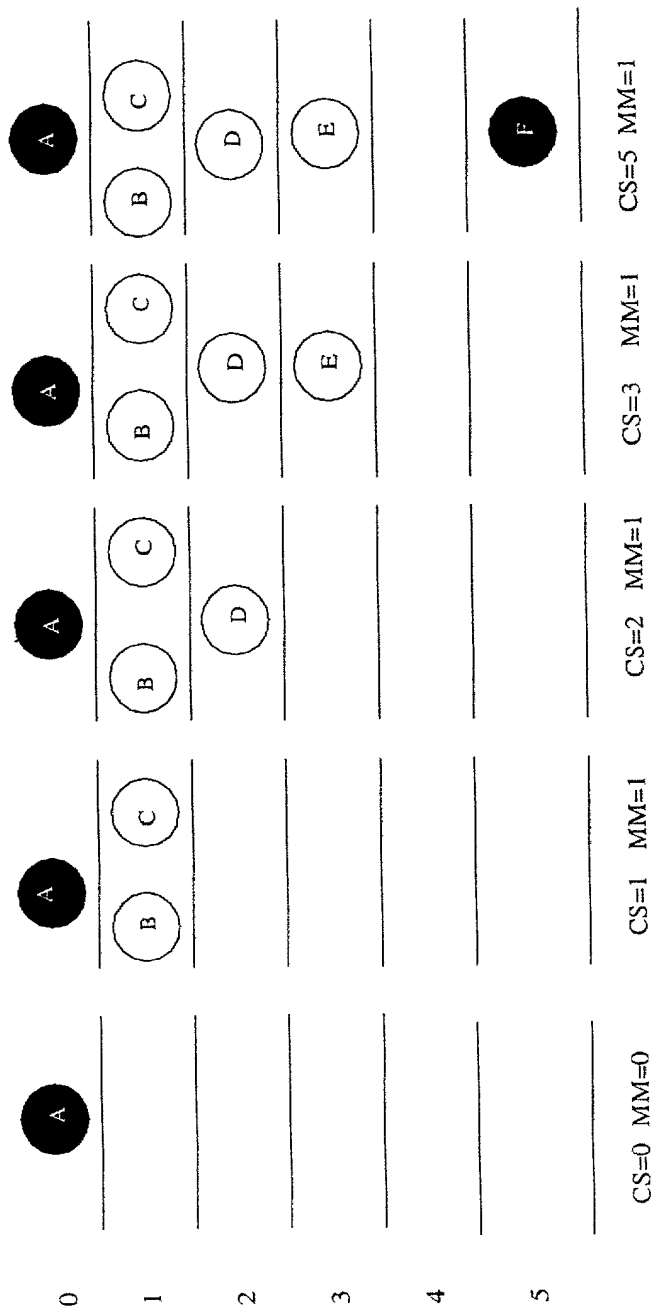 0 A A A A A
1 B C B C B C B C
2 D D D
3 E E
4
5 F
CS=0 MM=0 CS=1 MM=1 CS=2 MM=1 CS=3 MM=1 CS=5 MM=1